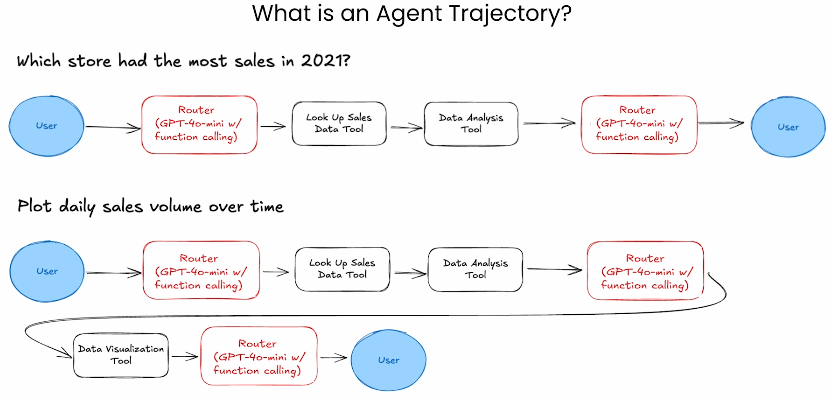 What is an Agent Trajectory?
Which store had the most sales in 2021?
User
Router
(GPT-4o-mini w/
function calling)
Look Up Sales
Data Tool
Data Analysis
Tool
Router
(GPT-4o-mini w/
function calling)
User
Plot daily sales volume over time
User
Router
(GPT-4o-mini w/
function calling)
Look Up Sales
Data Tool
Data Analysis
Tool
Router
(GPT-4o-mini w/
function calling)
Data Visualization
Tool
Router
(GPT-4o-mini w/
function calling)
User